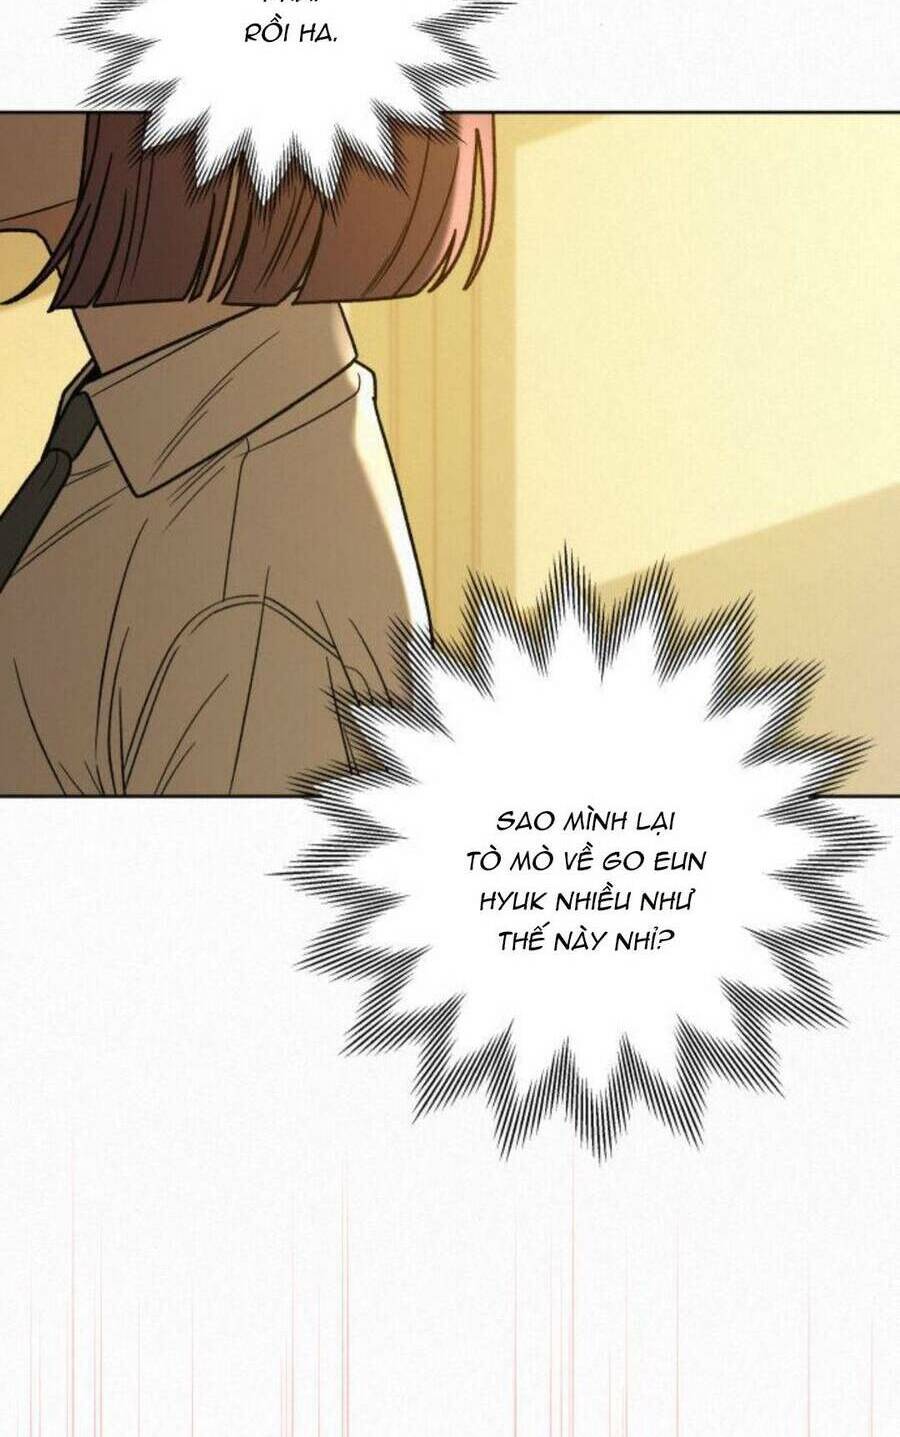 RỒI HA.
SAO MÌNH LẠI
TÒ MÒ VỀ GO EUN
HYUK NHIỀU NHƯ
THẾ NÀY NHỈ?